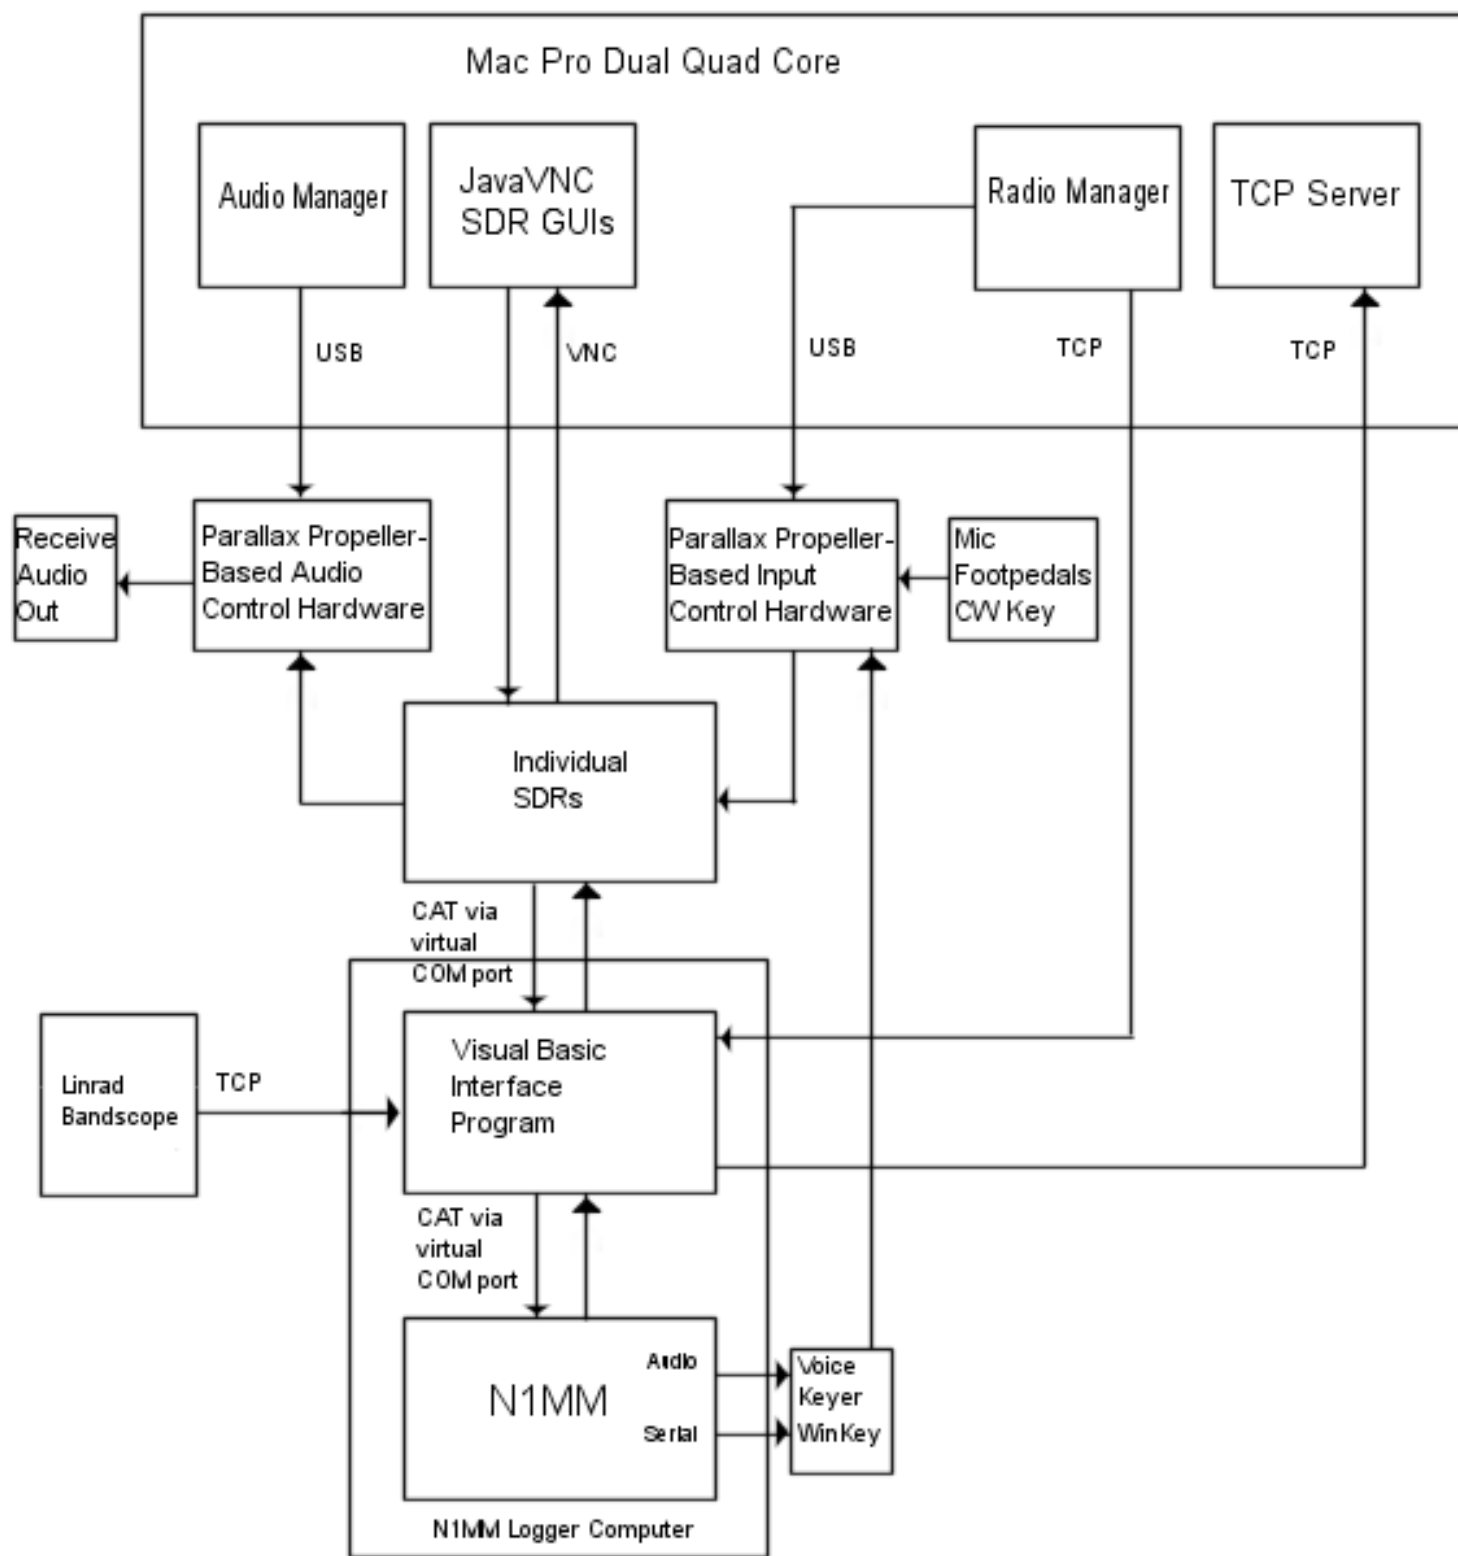 Mac Pro Dual Quad Core
Audio Manager
JavaVNC
SDR GUIs
Radio Manager
TCP Server
USB
VNC
USB
TCP
TCP
Receive
Audio
Out
Parallax Propeller-
Based Audio
Control Hardware
Parallax Propeller-
Based Input
Control Hardware
Mic
Footpedals
CW Key
Individual
SDRs
CAT via
virtual
COM port
Linrad
Bandscope
TCP
Visual Basic
Interface
Program
CAT via
virtual
COM port
N1MM
Audio
Serial
Voice
Keyer
WinKey
N1MM Logger Computer